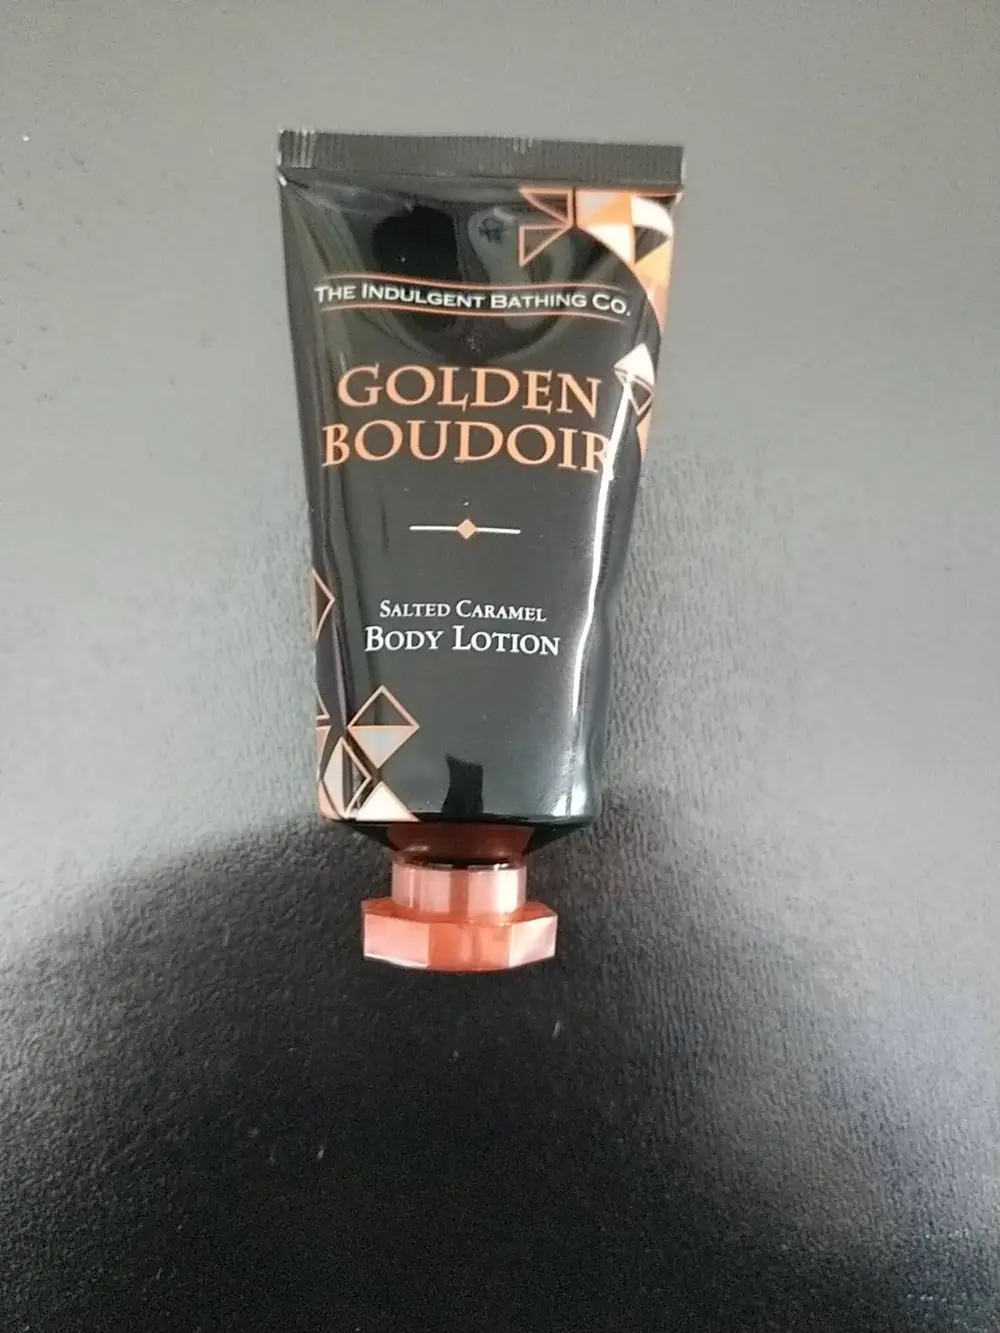 THE INDULGENT BATHING CO.
GOLDEN
BOUDOIR
SALTED CARAMEL
BODY LOTION